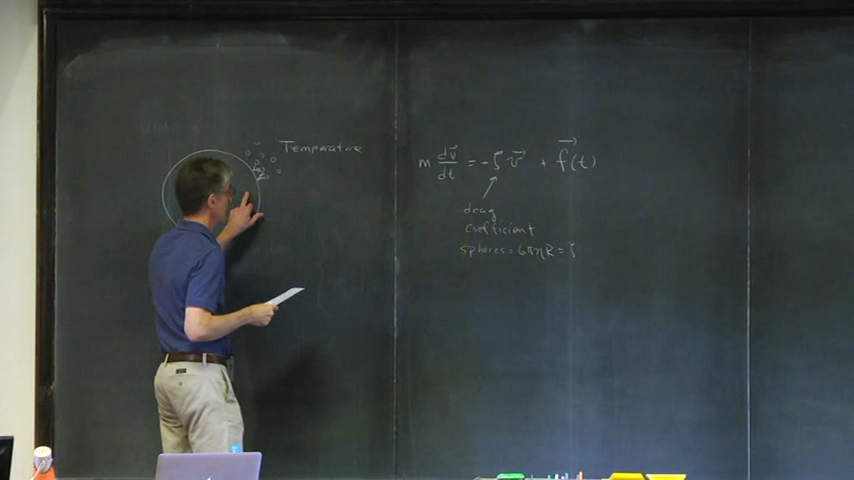 Temperature
m dv⃗/dt = -ζ v⃗ + f⃗(t)
drag
coefficient
spheres = 6πηR = ζ